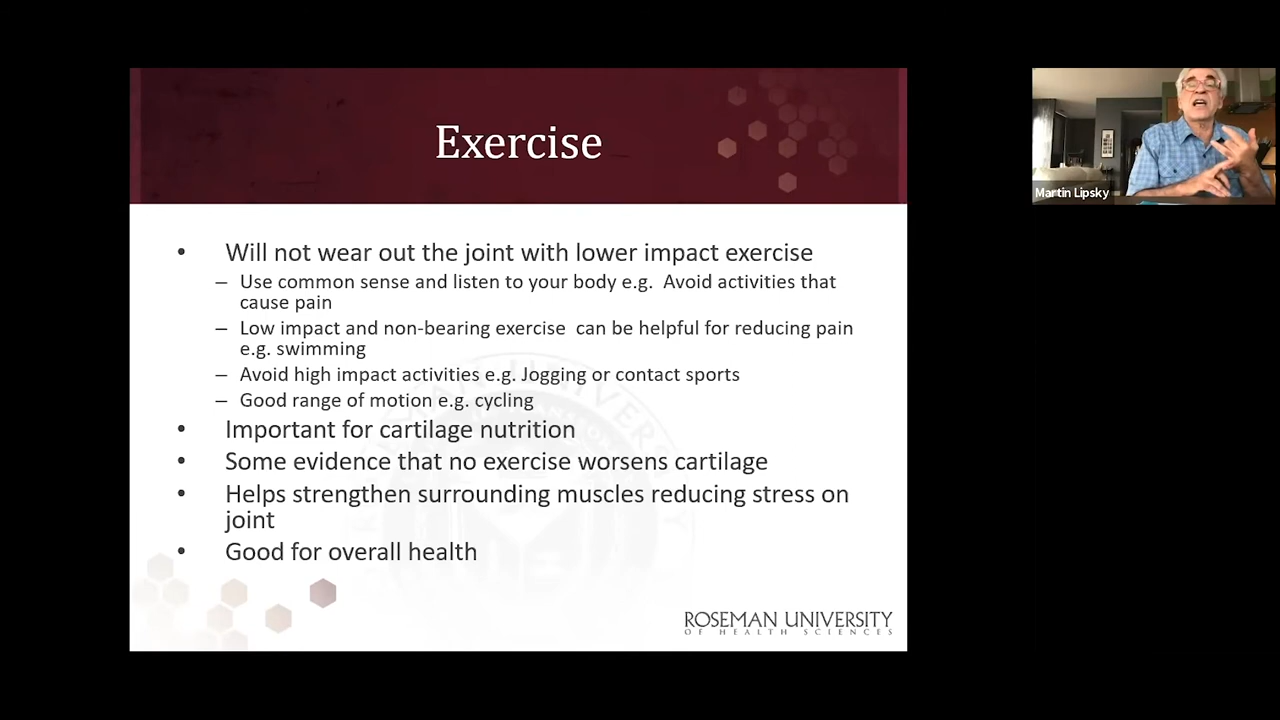 Exercise
• Will not wear out the joint with lower impact exercise
– Use common sense and listen to your body e.g.  Avoid activities that
cause pain
– Low impact and non-bearing exercise  can be helpful for reducing pain
e.g. swimming
– Avoid high impact activities e.g. Jogging or contact sports
– Good range of motion e.g. cycling
• Important for cartilage nutrition
• Some evidence that no exercise worsens cartilage
• Helps strengthen surrounding muscles reducing stress on
joint
• Good for overall health
ROSEMAN UNIVERSITY
OF HEALTH SCIENCES
Martin Lipsky